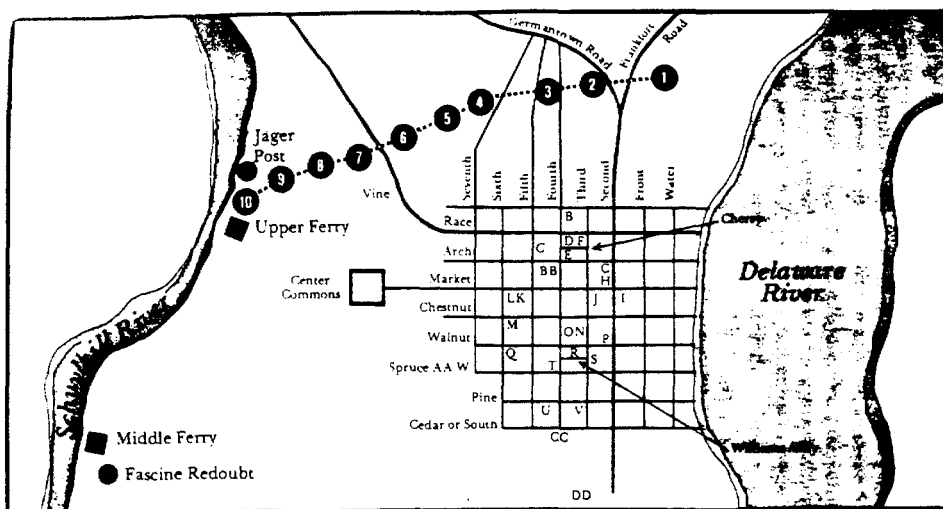 Germantown Road
Frankfort Road
1
2
3
4
5
6
7
8
9
10
Jäger
Post
Upper Ferry
Schuylkill River
Middle Ferry
Fascine Redoubt
Center
Commons
Vine
Race
Arch
Market
Chestnut
Walnut
Spruce AA W
Pine
Cedar or South
Seventh
Sixth
Fifth
Fourth
Third
Second
Front
Water
B
C
D F
E
BB
C
H
LK
J
I
M
ON
P
Q
R
S
T
U
V
CC
DD
Cherry
Delaware
River